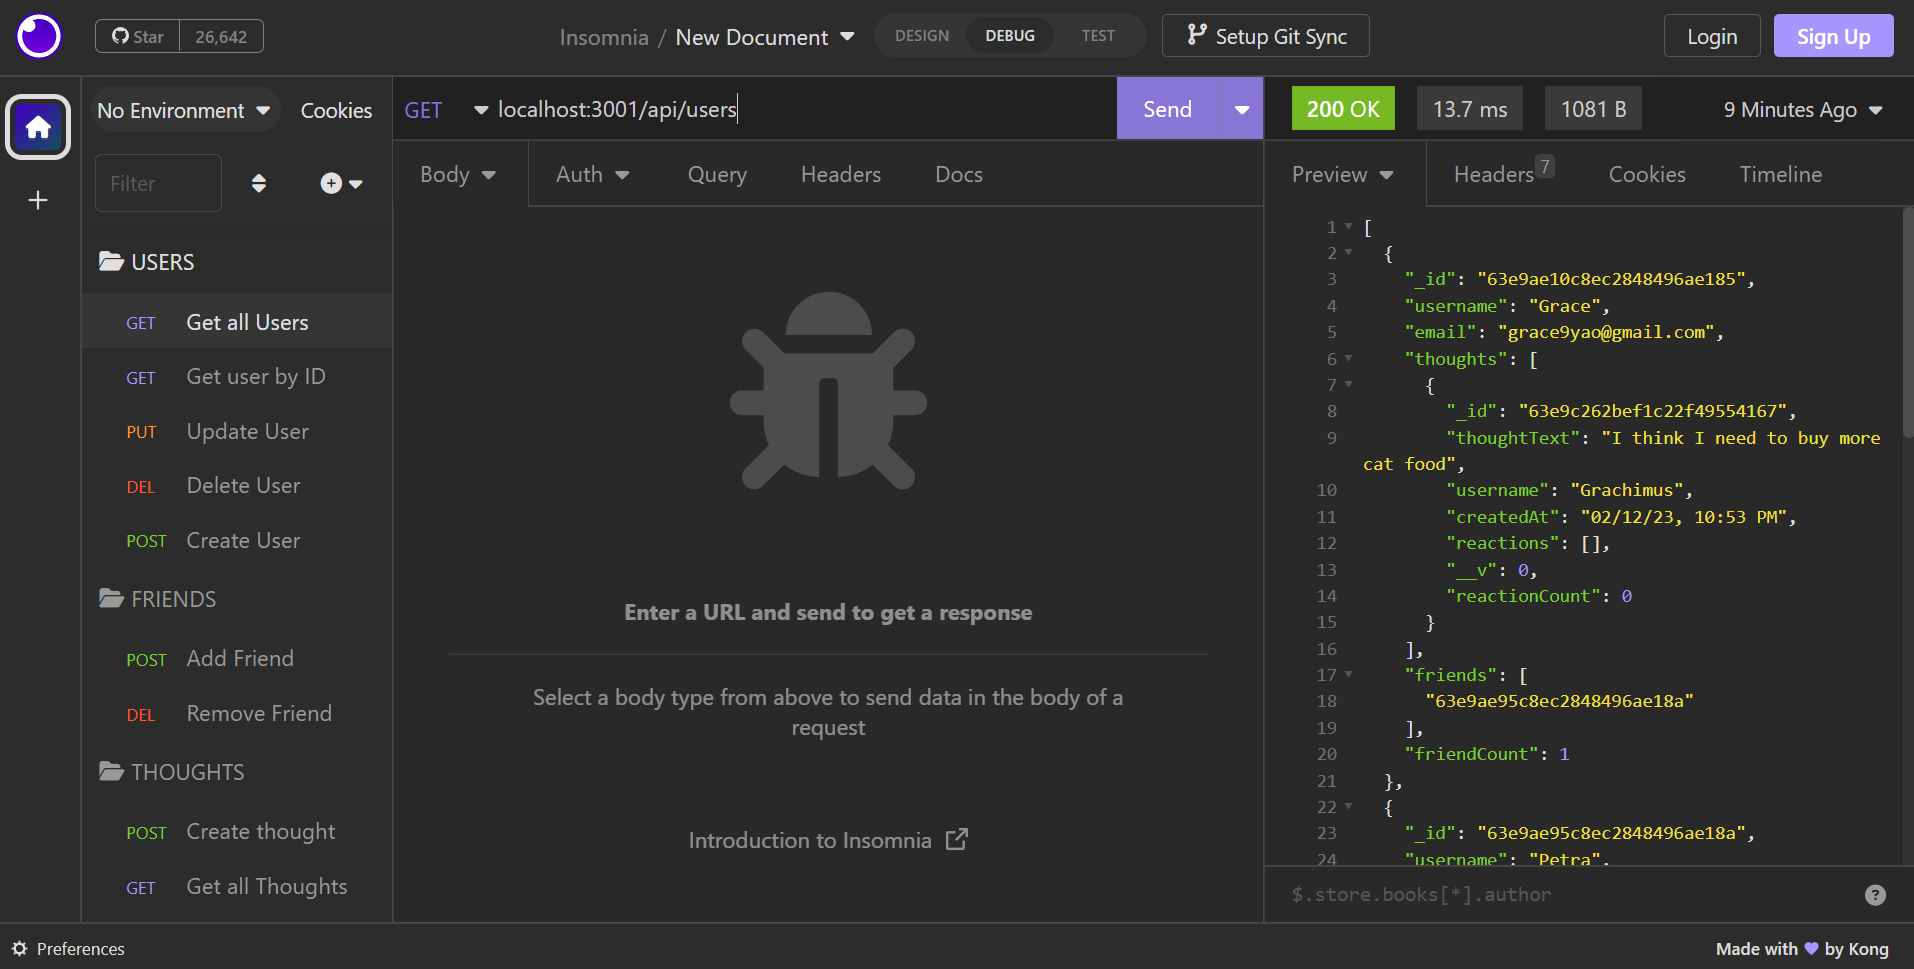 Star 26,642
Insomnia / New Document
DESIGN DEBUG TEST
Setup Git Sync
Login
Sign Up
No Environment
Cookies
Filter
USERS
GET Get all Users
GET Get user by ID
PUT Update User
DEL Delete User
POST Create User
FRIENDS
POST Add Friend
DEL Remove Friend
THOUGHTS
POST Create thought
GET Get all Thoughts
GET localhost:3001/api/users
Send
Body Auth Query Headers Docs
Enter a URL and send to get a response
Select a body type from above to send data in the body of a
request
Introduction to Insomnia
200 OK 13.7 ms 1081 B 9 Minutes Ago
Preview Headers 7 Cookies Timeline
1 [
2 {
3 "_id": "63e9ae10c8ec2848496ae185",
4 "username": "Grace",
5 "email": "grace9yao@gmail.com",
6 "thoughts": [
7 {
8 "_id": "63e9c262bef1c22f49554167",
9 "thoughtText": "I think I need to buy more
cat food",
10 "username": "Grachimus",
11 "createdAt": "02/12/23, 10:53 PM",
12 "reactions": [],
13 "__v": 0,
14 "reactionCount": 0
15 }
16 ],
17 "friends": [
18 "63e9ae95c8ec2848496ae18a"
19 ],
20 "friendCount": 1
21 },
22 {
23 "_id": "63e9ae95c8ec2848496ae18a",
24 "username": "Petra",
$.store.books[*].author
?
Preferences
Made with 💜 by Kong